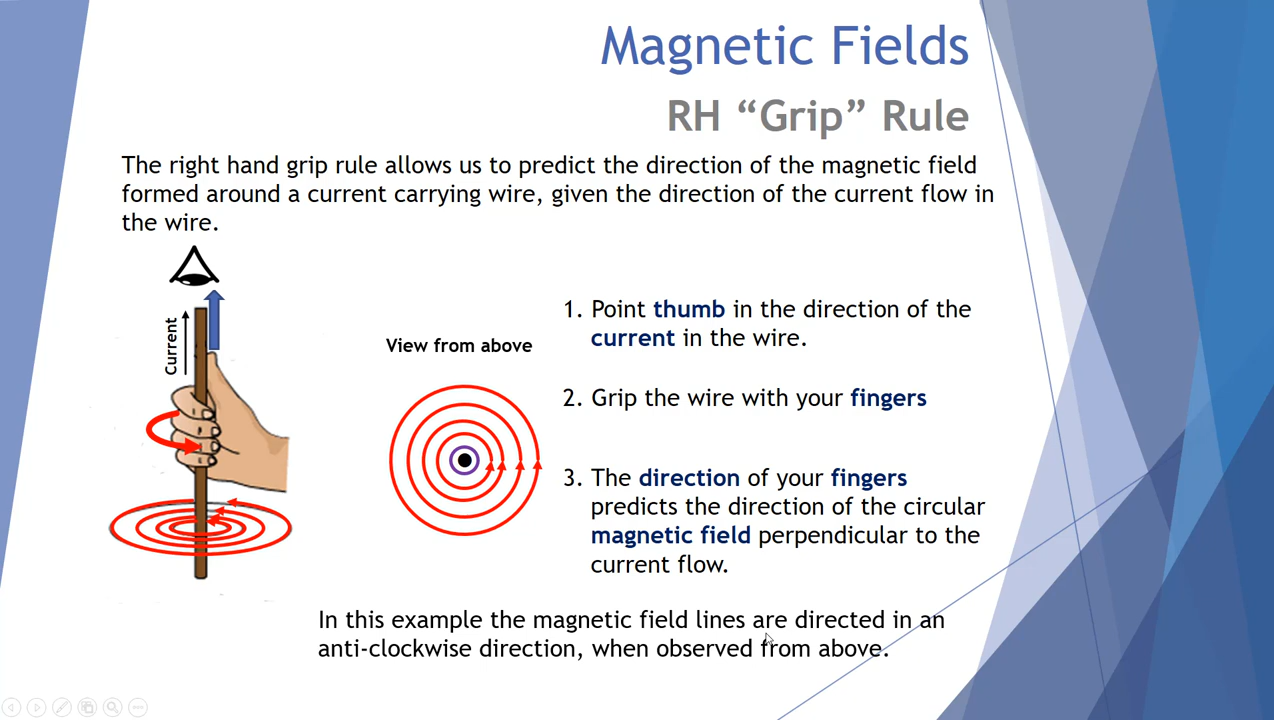 Magnetic Fields
RH “Grip” Rule
The right hand grip rule allows us to predict the direction of the magnetic field
formed around a current carrying wire, given the direction of the current flow in
the wire.
Current
View from above
1. Point thumb in the direction of the
current in the wire.
2. Grip the wire with your fingers
3. The direction of your fingers
predicts the direction of the circular
magnetic field perpendicular to the
current flow.
In this example the magnetic field lines are directed in an
anti-clockwise direction, when observed from above.